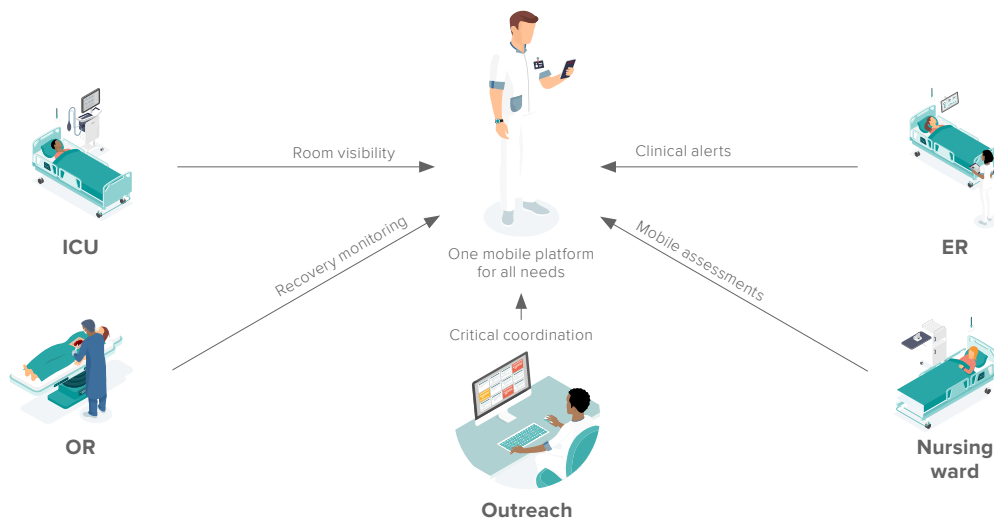 Room visibility
Clinical alerts
ICU
ER
Recovery monitoring
Mobile assessments
One mobile platform
for all needs
Critical coordination
OR
Nursing
ward
Outreach